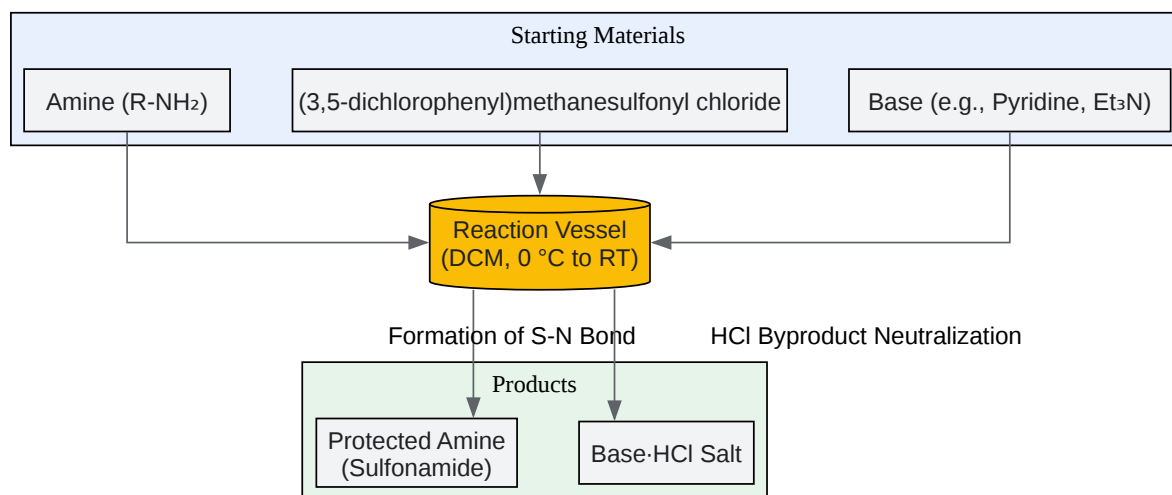 Starting Materials
Amine (R-NH₂)
(3,5-dichlorophenyl)methanesulfonyl chloride
Base (e.g., Pyridine, Et₃N)
Reaction Vessel
(DCM, 0 °C to RT)
Formation of S-N Bond
HCl Byproduct Neutralization
Products
Protected Amine
(Sulfonamide)
Base·HCl Salt